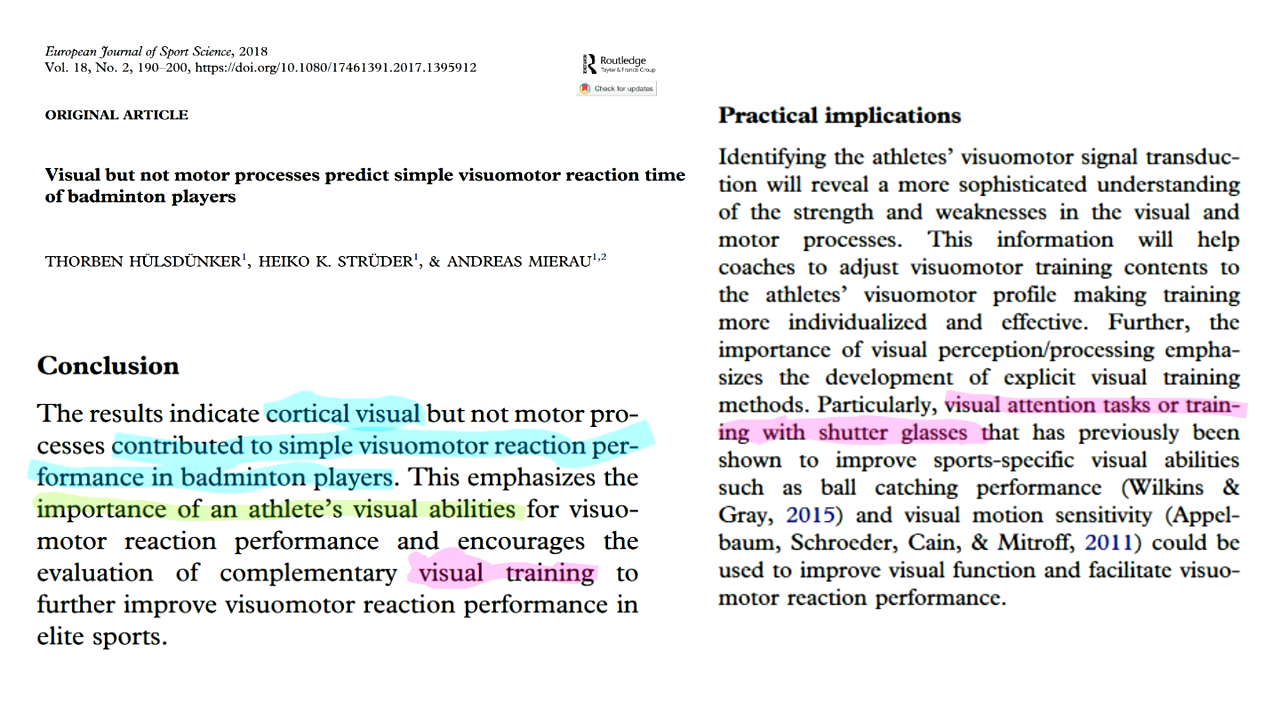 European Journal of Sport Science, 2018
Vol. 18, No. 2, 190–200, https://doi.org/10.1080/17461391.2017.1395912
Routledge
Taylor & Francis Group
Check for updates
ORIGINAL ARTICLE
Visual but not motor processes predict simple visuomotor reaction time
of badminton players
THORBEN HÜLSDÜNKER1, HEIKO K. STRÜDER1, & ANDREAS MIERAU1,2
Conclusion
The results indicate cortical visual but not motor pro-
cesses contributed to simple visuomotor reaction per-
formance in badminton players. This emphasizes the
importance of an athlete's visual abilities for visuo-
motor reaction performance and encourages the
evaluation of complementary visual training to
further improve visuomotor reaction performance in
elite sports.
Practical implications
Identifying the athletes' visuomotor signal transduc-
tion will reveal a more sophisticated understanding
of the strength and weaknesses in the visual and
motor processes. This information will help
coaches to adjust visuomotor training contents to
the athletes' visuomotor profile making training
more individualized and effective. Further, the
importance of visual perception/processing empha-
sizes the development of explicit visual training
methods. Particularly, visual attention tasks or train-
ing with shutter glasses that has previously been
shown to improve sports-specific visual abilities
such as ball catching performance (Wilkins &
Gray, 2015) and visual motion sensitivity (Appel-
baum, Schroeder, Cain, & Mitroff, 2011) could be
used to improve visual function and facilitate visuo-
motor reaction performance.